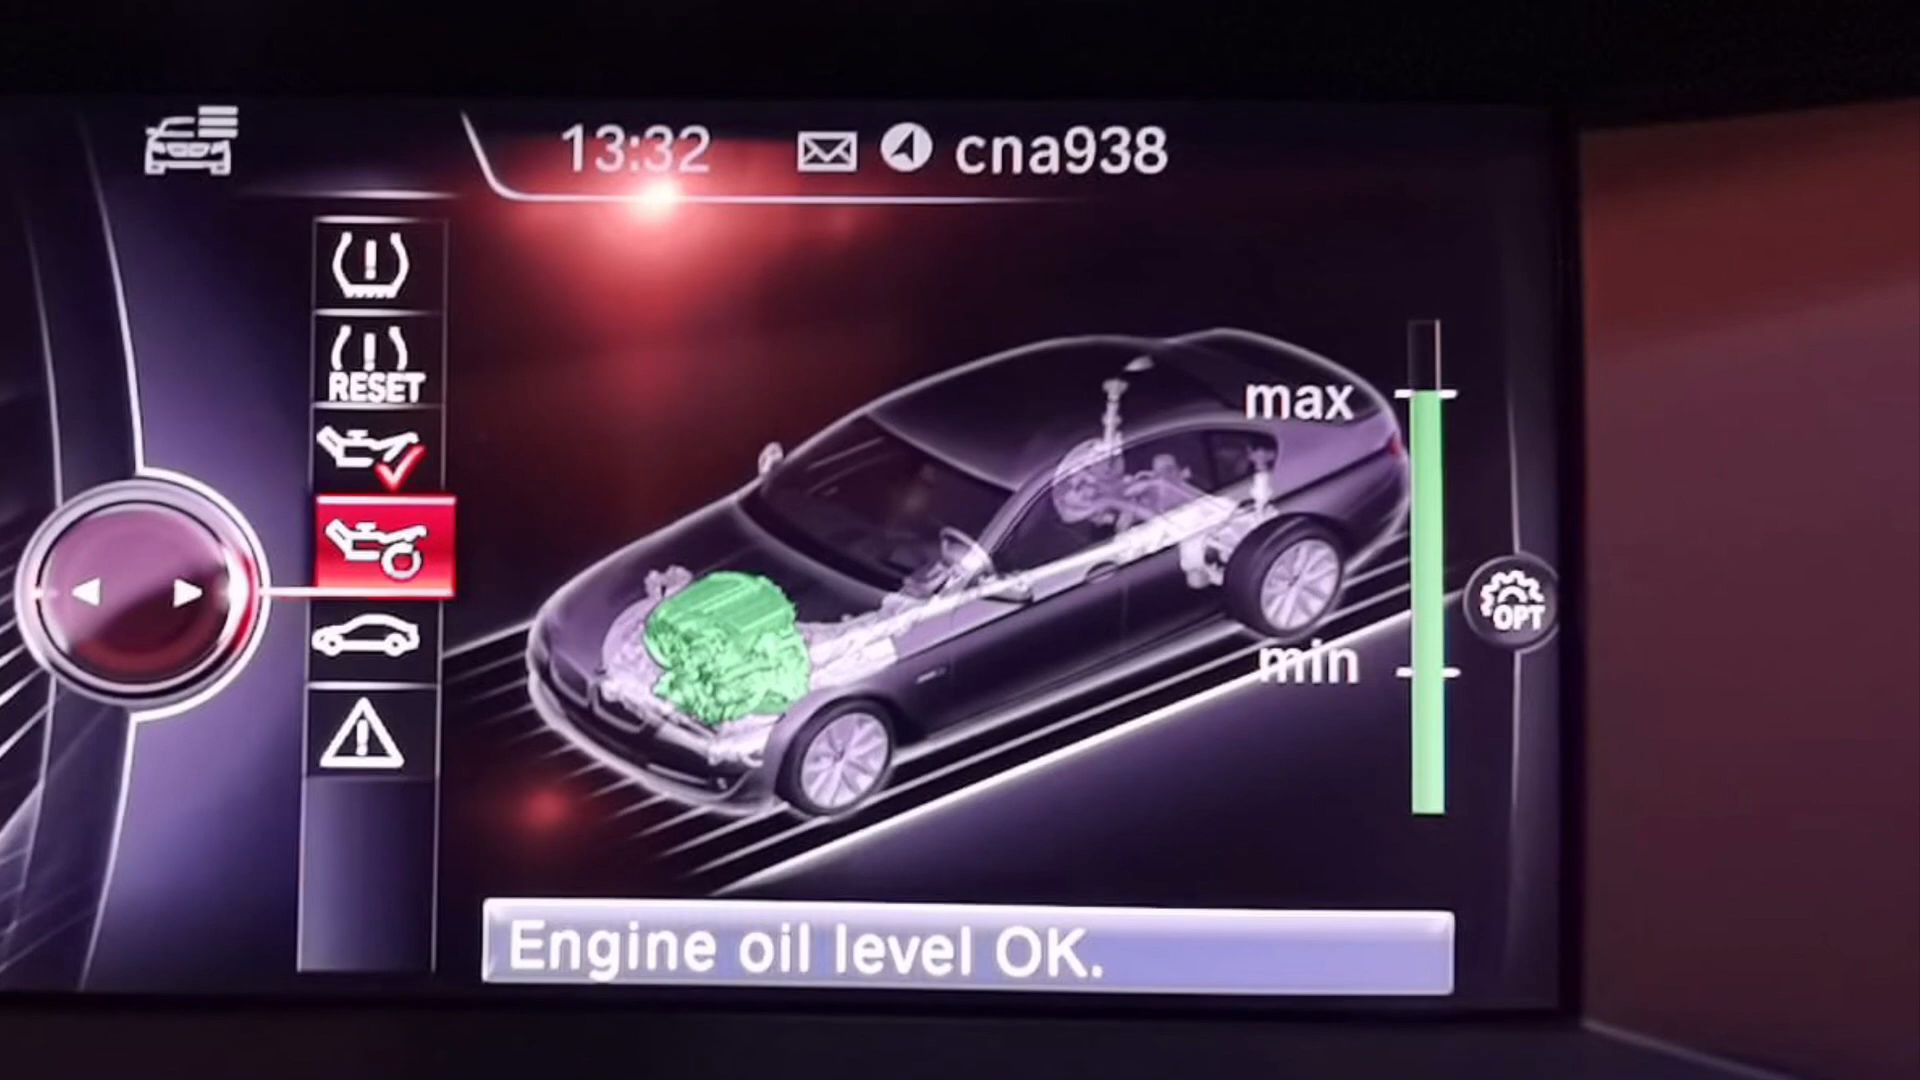 13:32 cna938
RESET
max
min
OPT
Engine oil level OK.